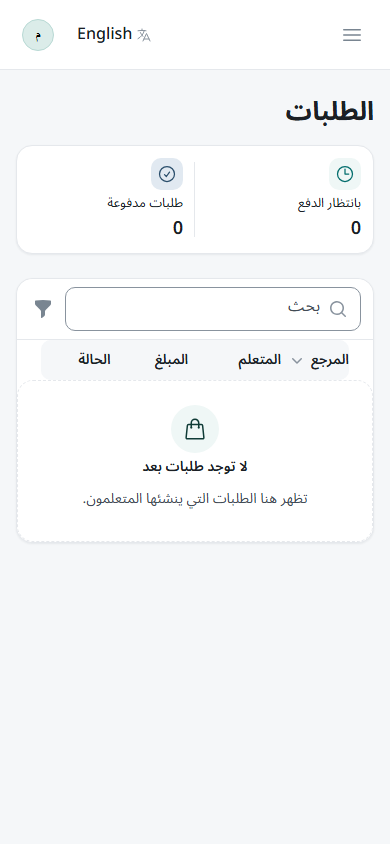 English
م
الطلبات
بانتظار الدفع
0
طلبات مدفوعة
0
بحث
المرجع المتعلم المبلغ الحالة
لا توجد طلبات بعد
تظهر هنا الطلبات التي ينشئها المتعلمون.